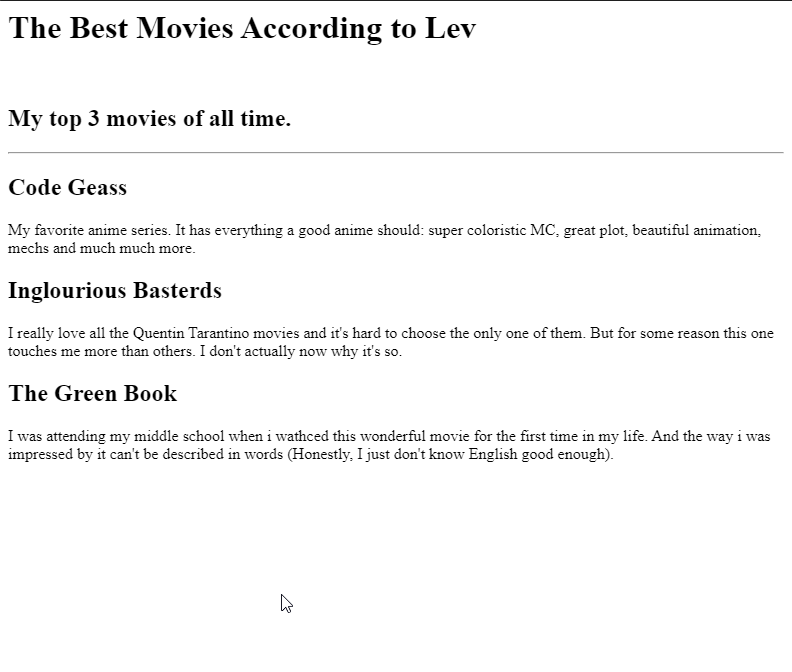 The Best Movies According to Lev
My top 3 movies of all time.
Code Geass
My favorite anime series. It has everything a good anime should: super coloristic MC, great plot, beautiful animation,
mechs and much much more.
Inglourious Basterds
I really love all the Quentin Tarantino movies and it's hard to choose the only one of them. But for some reason this one
touches me more than others. I don't actually now why it's so.
The Green Book
I was attending my middle school when i wathced this wonderful movie for the first time in my life. And the way i was
impressed by it can't be described in words (Honestly, I just don't know English good enough).